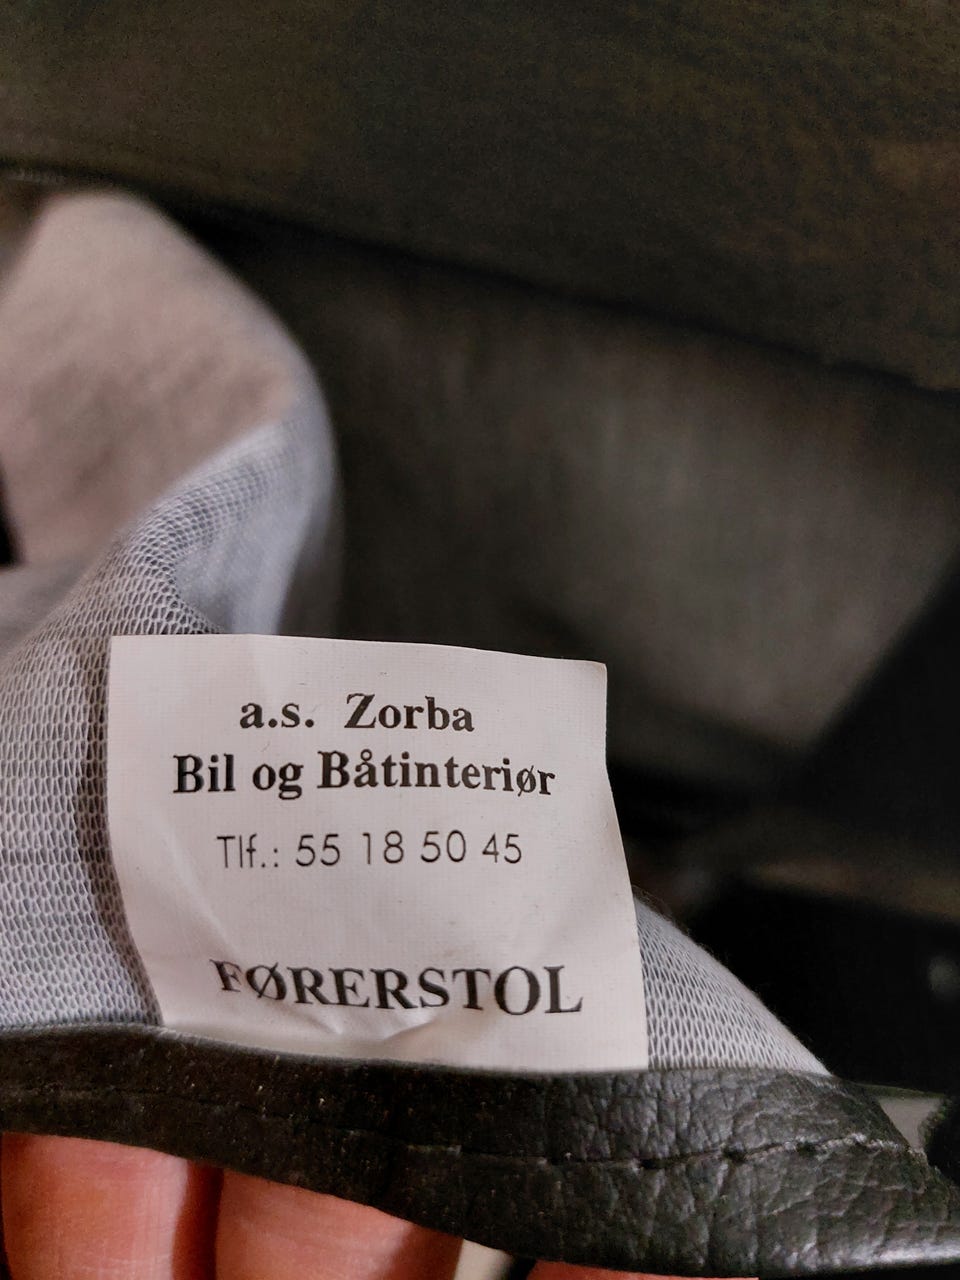 a.s. Zorba
Bil og Båtinteriør
Tlf.: 55 18 50 45
FØRERSTOL